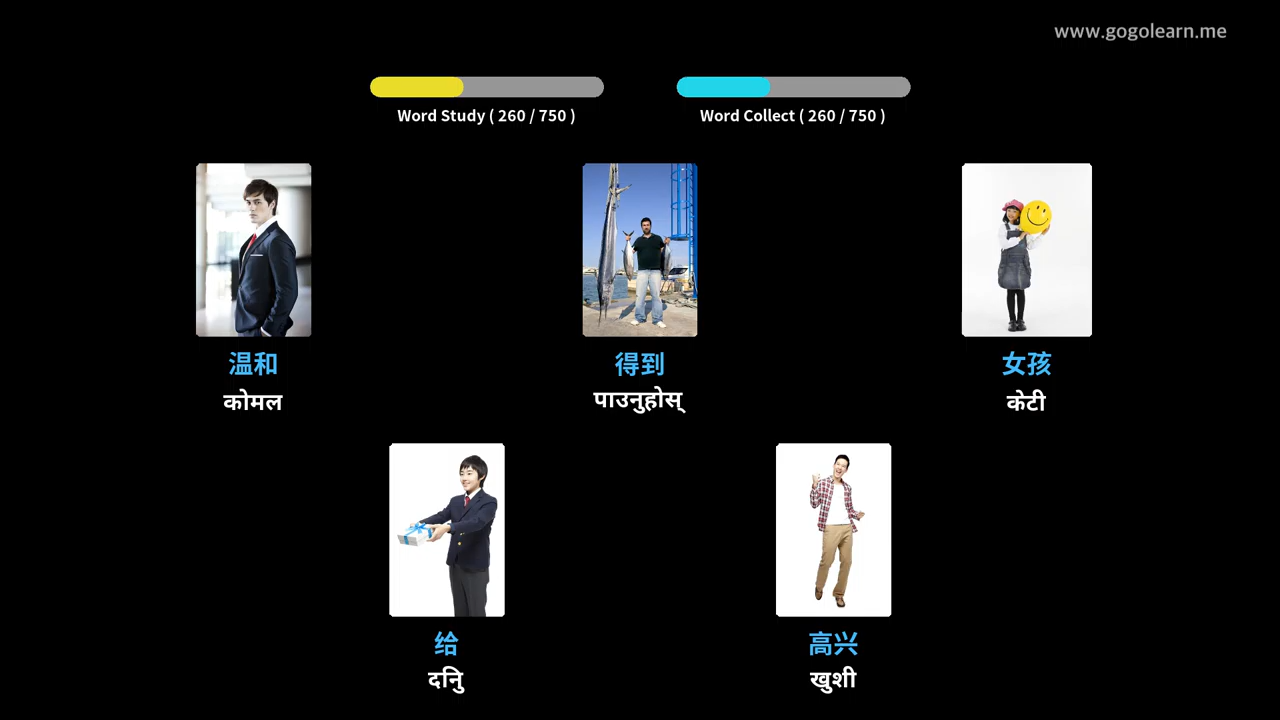 www.gogolearn.me
Word Study ( 260 / 750 )
Word Collect ( 260 / 750 )
温和
कोमल
得到
पाउनुहोस्
女孩
केटी
给
दनिु
高兴
खुशी